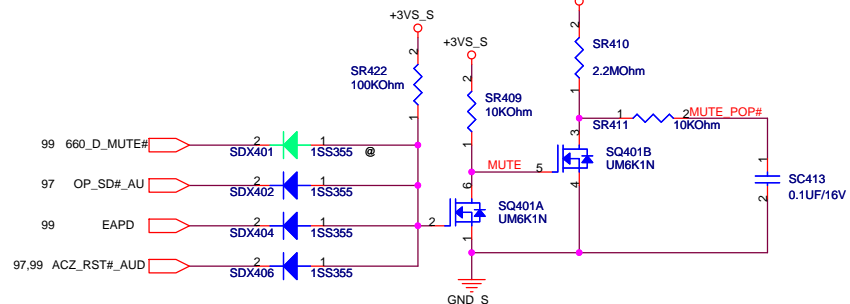 +3VS_S
+3VS_S
2
SR410
2.2MOhm
1
2
SR422
100KOhm
1
2
SR409
10KOhm
1
1
2
MUTE_POP#
SR411
10KOhm
99 660_D_MUTE#
2
1
SDX401
1SS355
@
3
SQ401B
UM6K1N
MUTE
5
4
97 OP_SD#_AU
2
1
SDX402
1SS355
1
SC413
0.1UF/16V
2
6
SQ401A
UM6K1N
99 EAPD
2
1
SDX404
1SS355
2
1
97,99 ACZ_RST#_AUD
2
1
SDX406
1SS355
GND_S